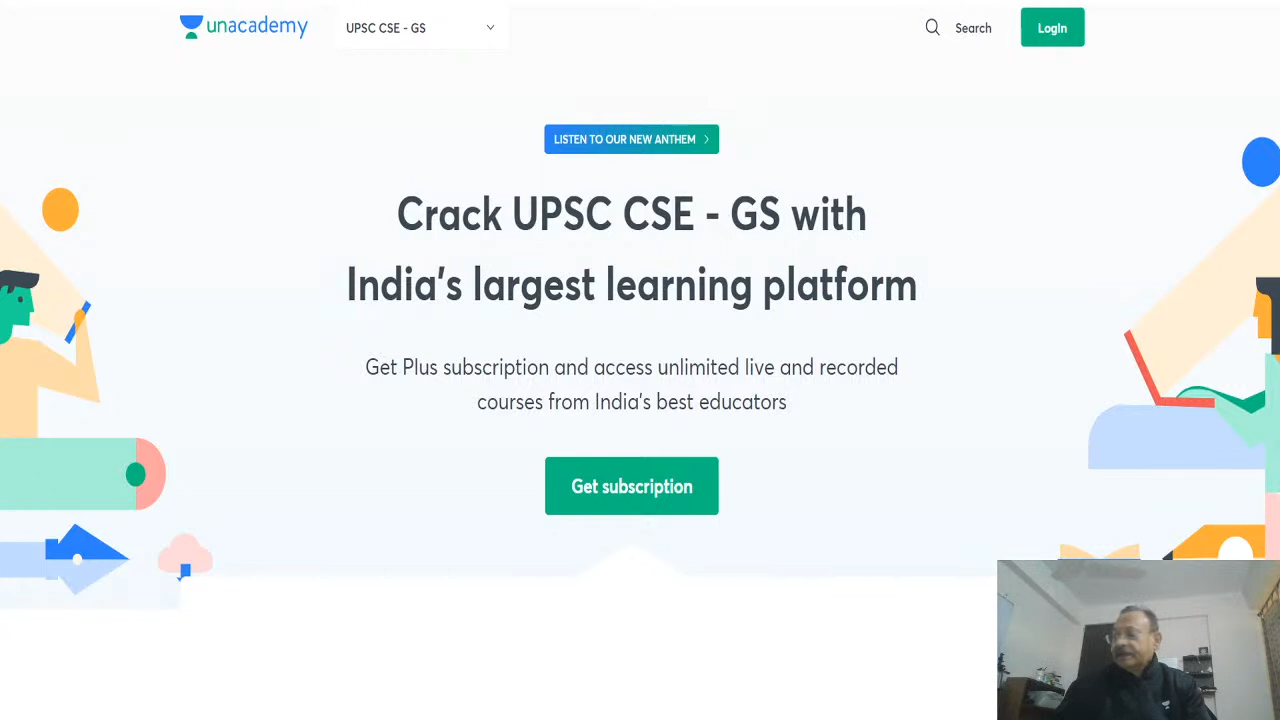 unacademy
UPSC CSE - GS
Search
LogIn
LISTEN TO OUR NEW ANTHEM
Crack UPSC CSE - GS with
India's largest learning platform
Get Plus subscription and access unlimited live and recorded
courses from India's best educators
Get subscription